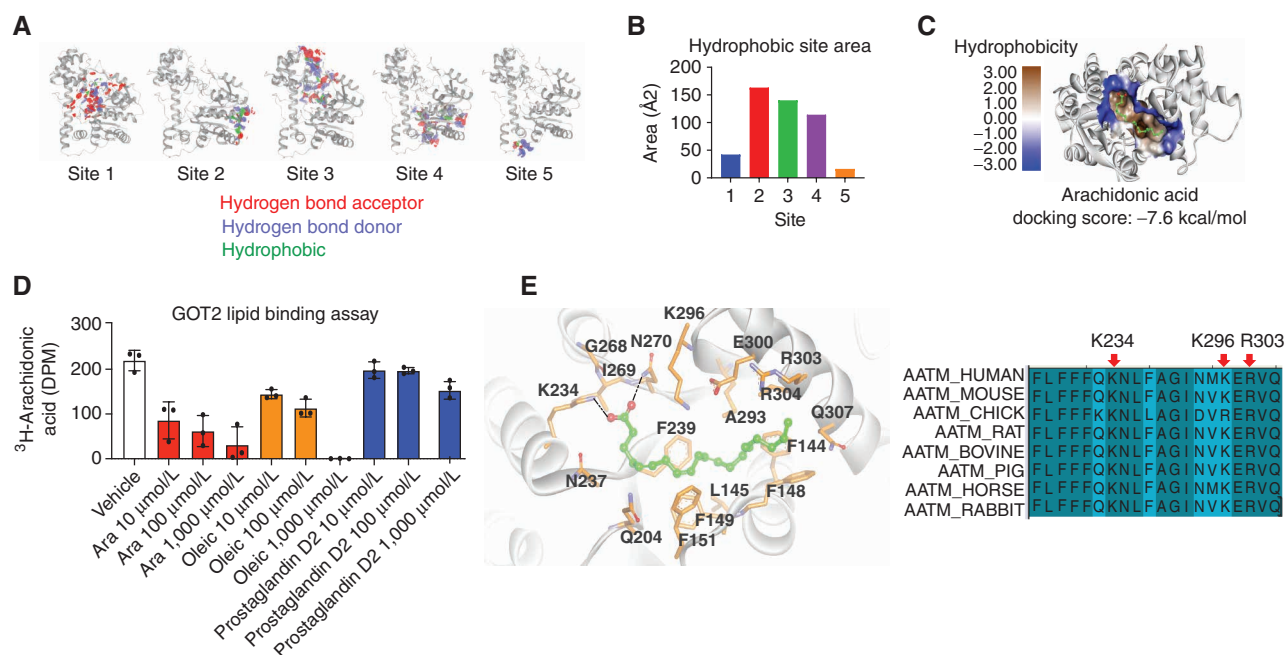 A
Site 1
Site 2
Site 3
Site 4
Site 5
Hydrogen bond acceptor
Hydrogen bond donor
Hydrophobic
B
Hydrophobic site area
Area (Å2)
200
150
100
50
0
1 2 3 4 5
Site
C
Hydrophobicity
3.00
1.00
0.00
−1.00
−2.00
−3.00
Arachidonic acid
docking score: −7.6 kcal/mol
D
GOT2 lipid binding assay
³H-Arachidonic
acid (DPM)
300
200
100
0
Vehicle
Ara 10 μmol/L
Ara 100 μmol/L
Ara 1,000 μmol/L
Oleic 10 μmol/L
Oleic 100 μmol/L
Oleic 1,000 μmol/L
Prostaglandin D2 10 μmol/L
Prostaglandin D2 100 μmol/L
Prostaglandin D2 1,000 μmol/L
E
K296
G268
N270
E300
R303
I269
K234
R304
A293
Q307
F239
F144
N237
L145
F148
F149
Q204
F151
K234 K296 R303
AATM_HUMAN FLFFFQKNLFAGINMKERVQ
AATM_MOUSE FLFFFQKNLFAGINVKERVQ
AATM_CHICK FLFFFKKNLFAGIDVRERVQ
AATM_RAT FLFFFQKNLFAGINVKERVQ
AATM_BOVINE FLFFFQKNLFAGINVKERVQ
AATM_PIG FLFFFQKNLFAGINVKERVQ
AATM_HORSE FLFFFQKNLFAGINMKERVQ
AATM_RABBIT FLFFFQKNLFAGINVKERVQ